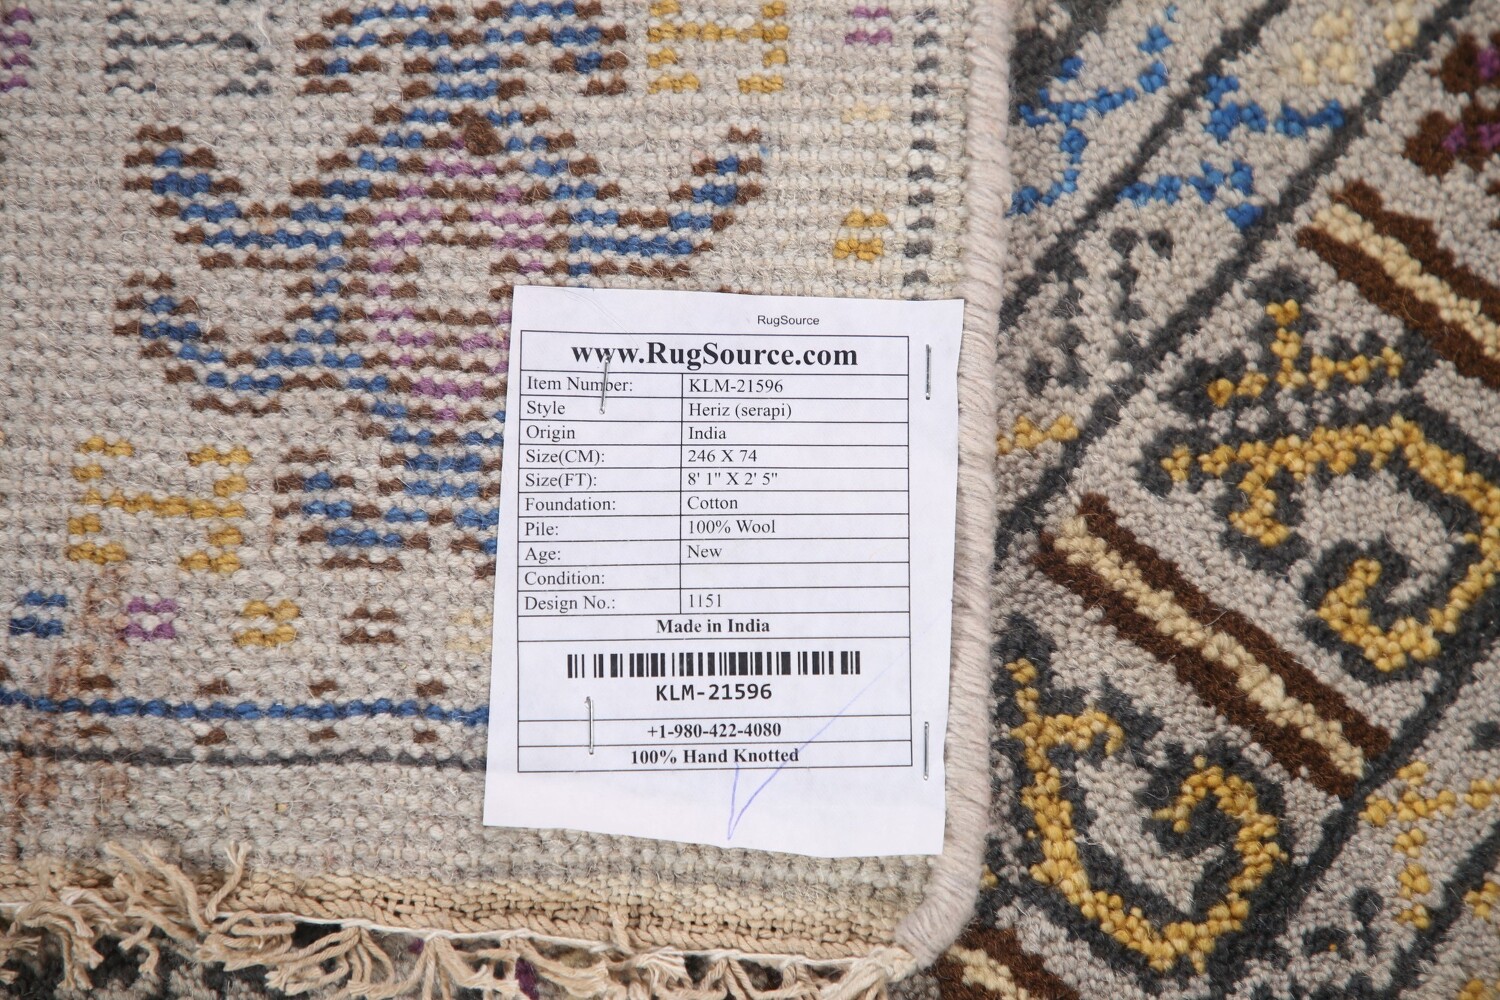 RugSource
www.RugSource.com
Item Number: KLM-21596
Style Heriz (serapi)
Origin India
Size(CM): 246 X 74
Size(FT): 8' 1" X 2' 5"
Foundation: Cotton
Pile: 100% Wool
Age: New
Condition:
Design No.: 1151
Made in India
KLM-21596
+1-980-422-4080
100% Hand Knotted